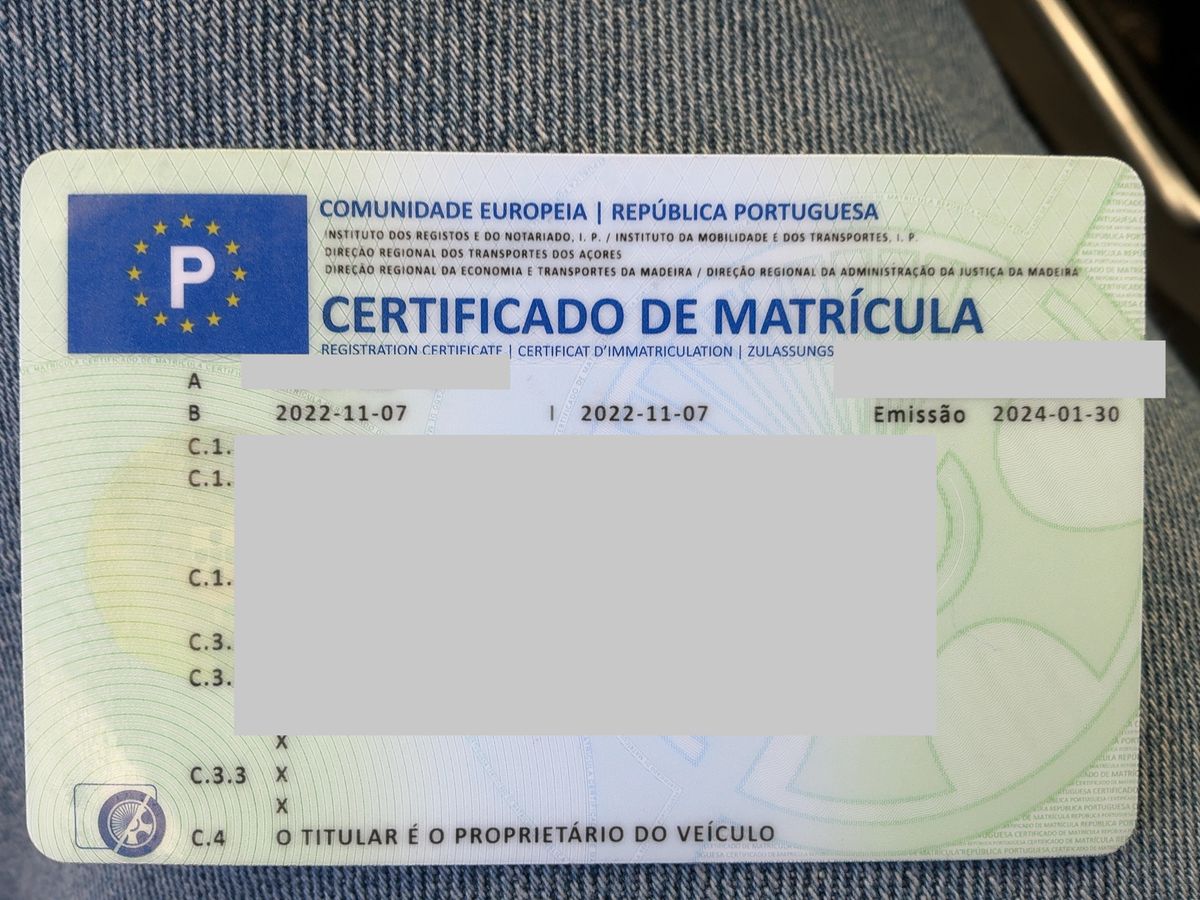 P
COMUNIDADE EUROPEIA | REPÚBLICA PORTUGUESA
INSTITUTO DOS REGISTOS E DO NOTARIADO, I. P. / INSTITUTO DA MOBILIDADE E DOS TRANSPORTES, I. P.
DIREÇÃO REGIONAL DOS TRANSPORTES DOS AÇORES
DIREÇÃO REGIONAL DA ECONOMIA E TRANSPORTES DA MADEIRA / DIREÇÃO REGIONAL DA ADMINISTRAÇÃO DA JUSTIÇA DA MADEIRA
CERTIFICADO DE MATRÍCULA
REGISTRATION CERTIFICATE | CERTIFICAT D'IMMATRICULATION | ZULASSUNGS
A
B 2022-11-07 I 2022-11-07 Emissão 2024-01-30
C.1.
C.1.
C.1.
C.3.
C.3.
X
C.3.3 X
X
C.4 O TITULAR É O PROPRIETÁRIO DO VEÍCULO